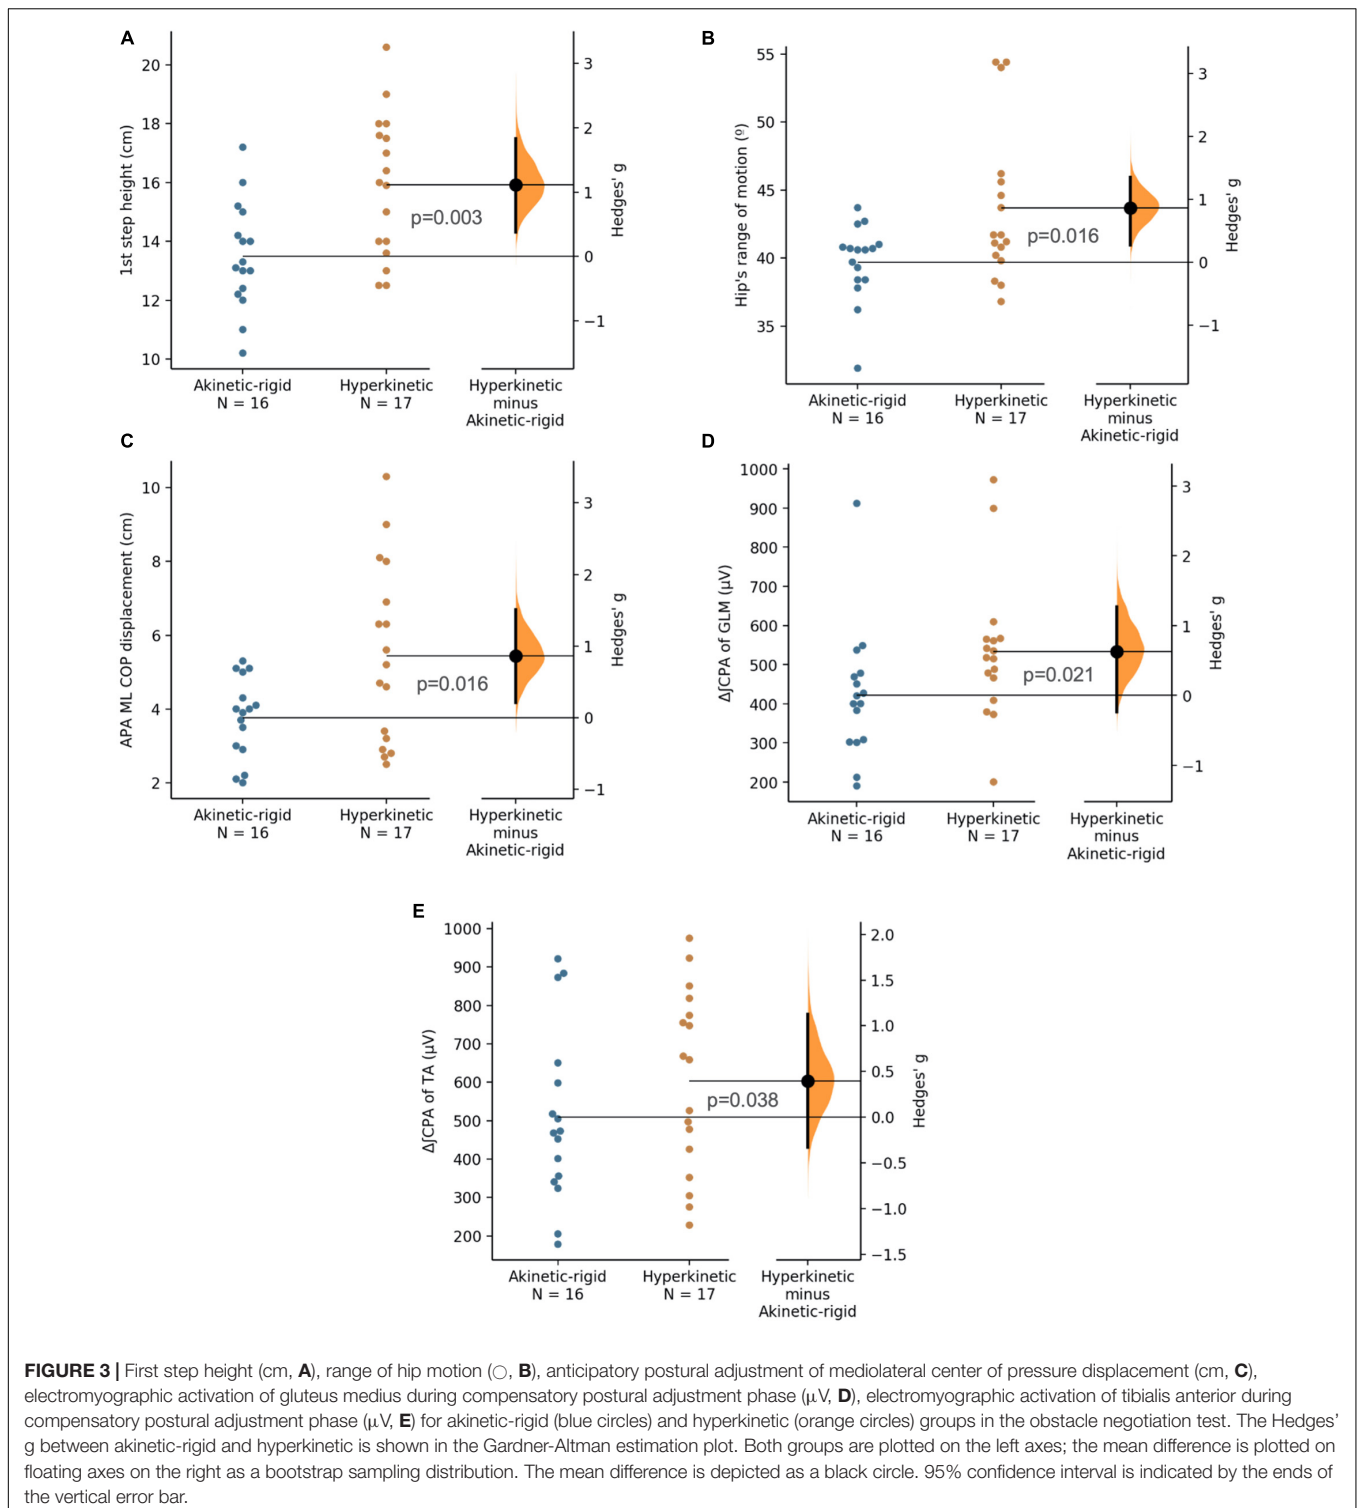 A
1st step height (cm)
20
18
16
14
12
10
p=0.003
3
2
1
0
−1
Hedges' g
Akinetic-rigid
N = 16
Hyperkinetic
N = 17
Hyperkinetic
minus
Akinetic-rigid
B
Hip's range of motion (º)
55
50
45
40
35
p=0.016
3
2
1
0
−1
Hedges' g
Akinetic-rigid
N = 16
Hyperkinetic
N = 17
Hyperkinetic
minus
Akinetic-rigid
C
APA ML COP displacement (cm)
10
8
6
4
2
p=0.016
3
2
1
0
−1
Hedges' g
Akinetic-rigid
N = 16
Hyperkinetic
N = 17
Hyperkinetic
minus
Akinetic-rigid
D
Δ∫CPA of GLM (μV)
1000
900
800
700
600
500
400
300
200
p=0.021
3
2
1
0
−1
Hedges' g
Akinetic-rigid
N = 16
Hyperkinetic
N = 17
Hyperkinetic
minus
Akinetic-rigid
E
Δ∫CPA of TA (μV)
1000
900
800
700
600
500
400
300
200
p=0.038
2.0
1.5
1.0
0.5
0.0
−0.5
−1.0
−1.5
Hedges' g
Akinetic-rigid
N = 16
Hyperkinetic
N = 17
Hyperkinetic
minus
Akinetic-rigid
FIGURE 3 | First step height (cm, A), range of hip motion (○, B), anticipatory postural adjustment of mediolateral center of pressure displacement (cm, C),
electromyographic activation of gluteus medius during compensatory postural adjustment phase (μV, D), electromyographic activation of tibialis anterior during
compensatory postural adjustment phase (μV, E) for akinetic-rigid (blue circles) and hyperkinetic (orange circles) groups in the obstacle negotiation test. The Hedges'
g between akinetic-rigid and hyperkinetic is shown in the Gardner-Altman estimation plot. Both groups are plotted on the left axes; the mean difference is plotted on
floating axes on the right as a bootstrap sampling distribution. The mean difference is depicted as a black circle. 95% confidence interval is indicated by the ends of
the vertical error bar.